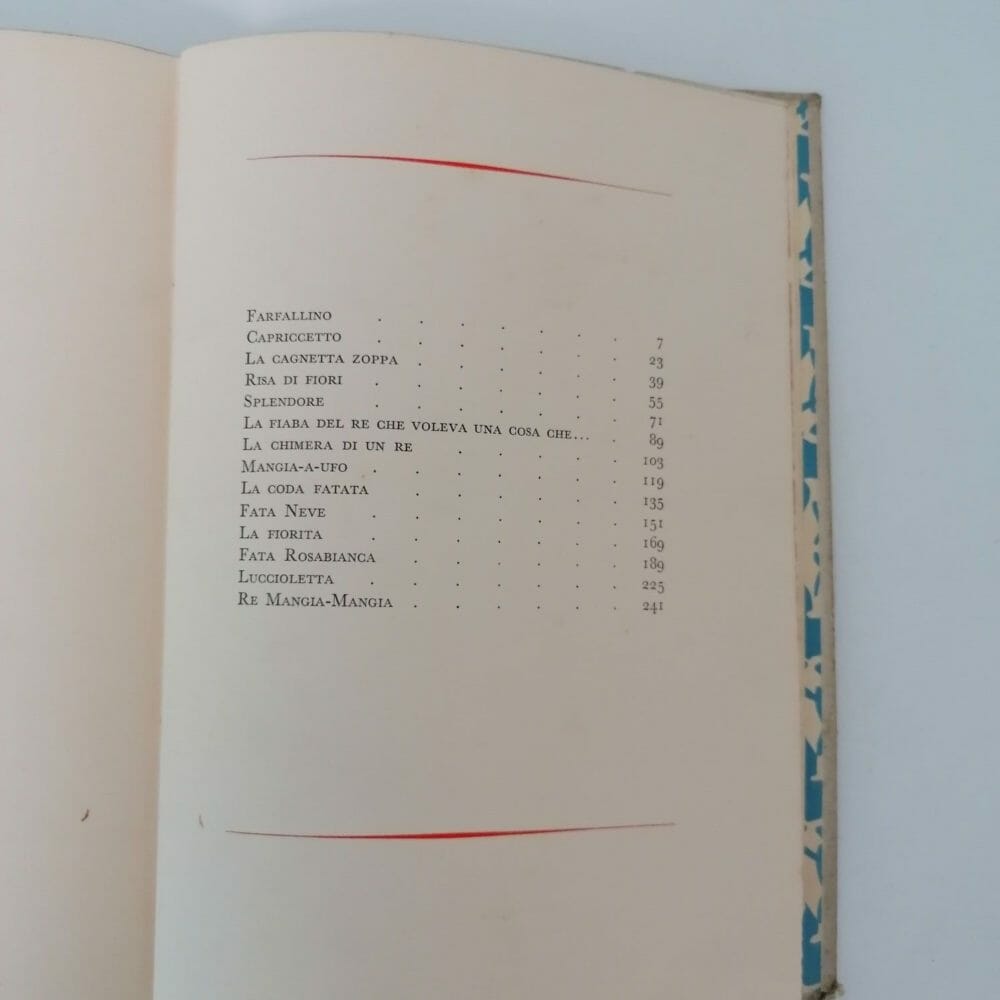 FARFALLINO . . . . . . . 7
CAPRICCETTO . . . . . . . 23
LA CAGNETTA ZOPPA . . . . . . 39
RISA DI FIORI . . . . . . . 55
SPLENDORE . . . . . . . 71
LA FIABA DEL RE CHE VOLEVA UNA COSA CHE... . 89
LA CHIMERA DI UN RE . . . . . 103
MANGIA-A-UFO . . . . . . . 119
LA CODA FATATA . . . . . . 135
FATA NEVE . . . . . . . 151
LA FIORITA . . . . . . . 169
FATA ROSABIANCA . . . . . . 189
LUCCIOLETTA . . . . . . . 225
RE MANGIA-MANGIA . . . . . . 241